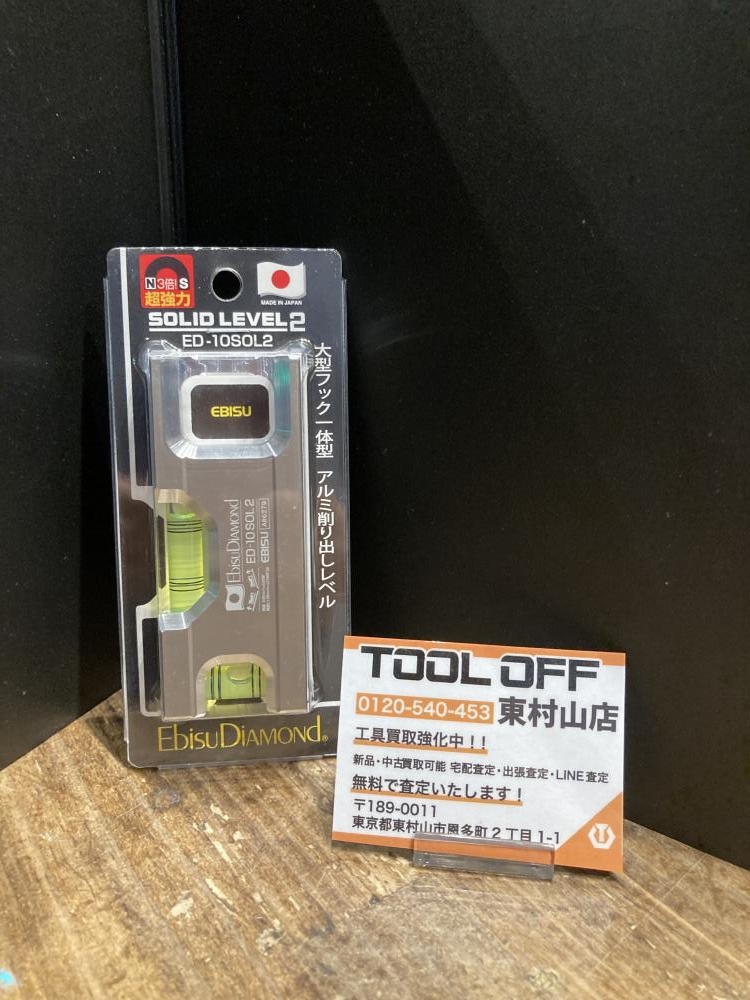 N 3倍! S
超強力
MADE IN JAPAN
SOLID LEVEL2
ED-10SOL2
大型フック一体型 アルミ削り出しレベル
EBISU
EbisuDIAMOND
ED-10SOL2
EBISU
EbisuDIAMOND®
TOOL OFF
0120-540-453 東村山店
工具買取強化中!!
新品・中古買取可能 宅配査定・出張査定・LINE査定
無料で査定いたします!
〒189-0011
東京都東村山市恩多町2丁目1-1